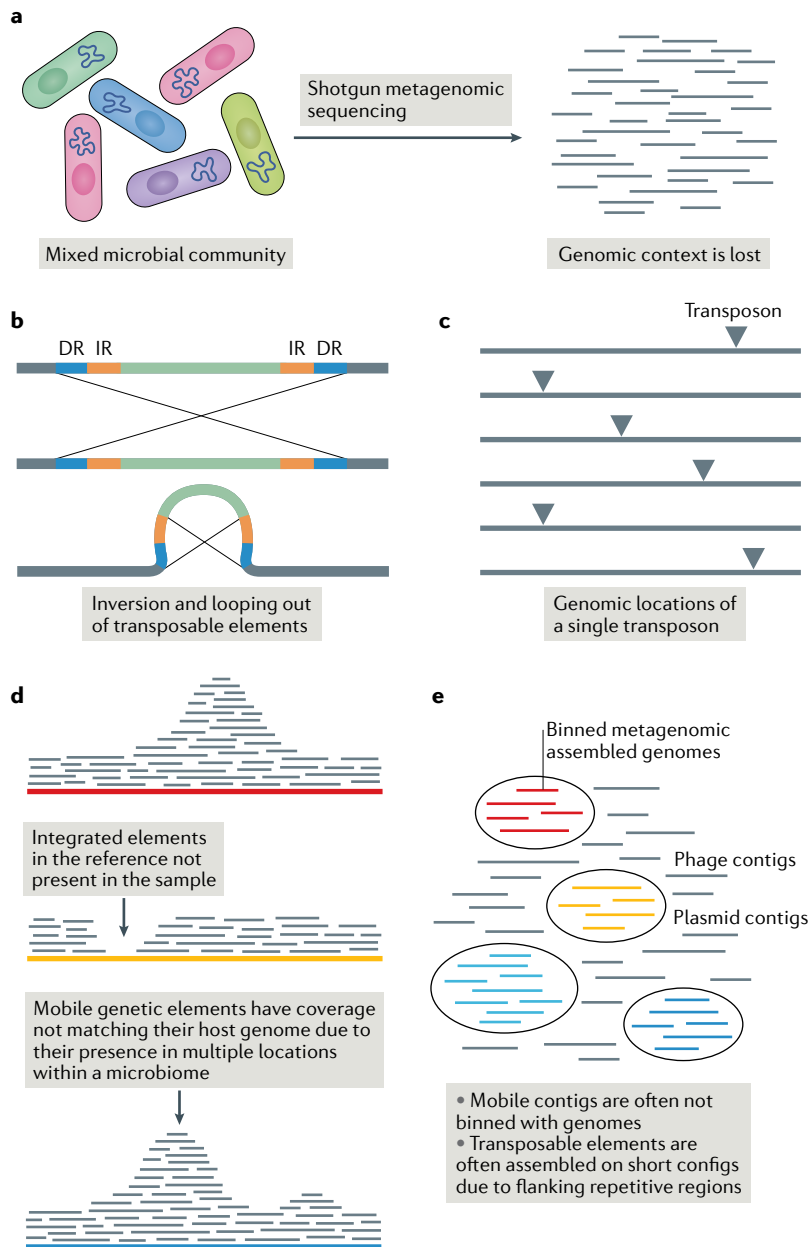 a
Shotgun metagenomic
sequencing
Mixed microbial community
Genomic context is lost
b
DR IR IR DR
Inversion and looping out
of transposable elements
c
Transposon
Genomic locations of
a single transposon
d
Integrated elements
in the reference not
present in the sample
Mobile genetic elements have coverage
not matching their host genome due to
their presence in multiple locations
within a microbiome
e
Binned metagenomic
assembled genomes
Phage contigs
Plasmid contigs
• Mobile contigs are often not
binned with genomes
• Transposable elements are
often assembled on short configs
due to flanking repetitive regions